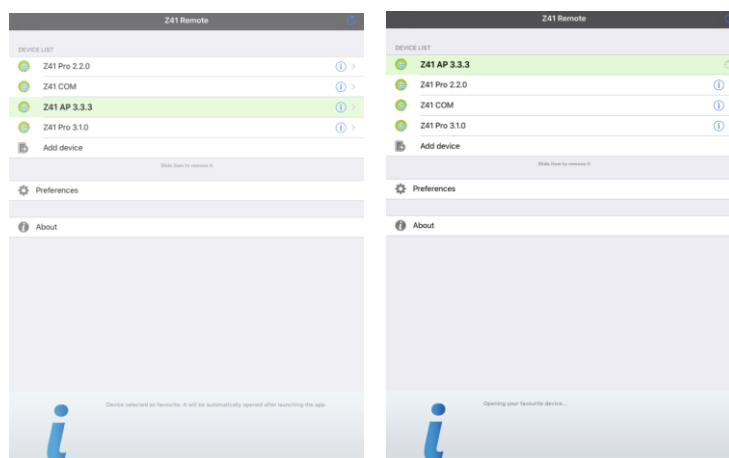 Z41 Remote
DEVICE LIST
Z41 Pro 2.2.0
Z41 COM
Z41 AP 3.3.3
Z41 Pro 3.1.0
Add device
Slide item to remove it
Preferences
About
Device selected as favourite. It will be automatically opened after launching the app.
Z41 Remote
DEVICE LIST
Z41 AP 3.3.3
Z41 Pro 2.2.0
Z41 COM
Z41 Pro 3.1.0
Add device
Slide item to remove it
Preferences
About
Opening your favourite device...